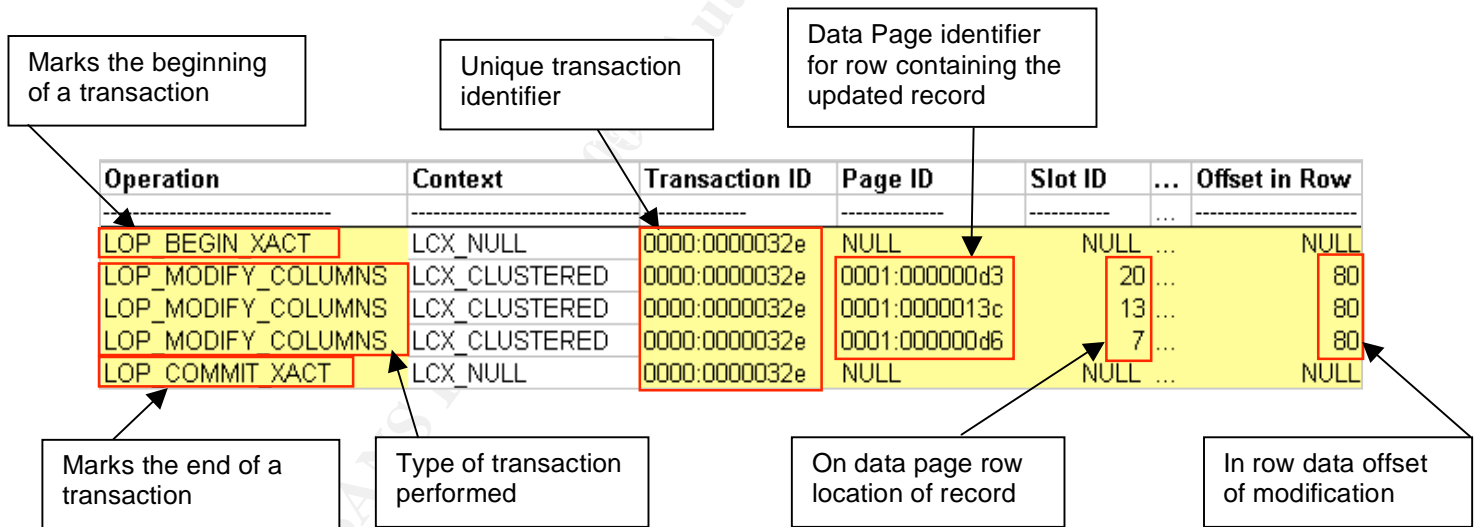 Marks the beginning
of a transaction
Unique transaction
identifier
Data Page identifier
for row containing the
updated record
Operation Context Transaction ID Page ID Slot ID ... Offset in Row
------------------------------ ------------------------------ -------------- -------------- ----------- ... ---------------------
LOP_BEGIN_XACT LCX_NULL 0000:0000032e NULL NULL ... NULL
LOP_MODIFY_COLUMNS LCX_CLUSTERED 0000:0000032e 0001:000000d3 20 ... 80
LOP_MODIFY_COLUMNS LCX_CLUSTERED 0000:0000032e 0001:0000013c 13 ... 80
LOP_MODIFY_COLUMNS LCX_CLUSTERED 0000:0000032e 0001:000000d6 7 ... 80
LOP_COMMIT_XACT LCX_NULL 0000:0000032e NULL NULL ... NULL
Marks the end of a
transaction
Type of transaction
performed
On data page row
location of record
In row data offset
of modification